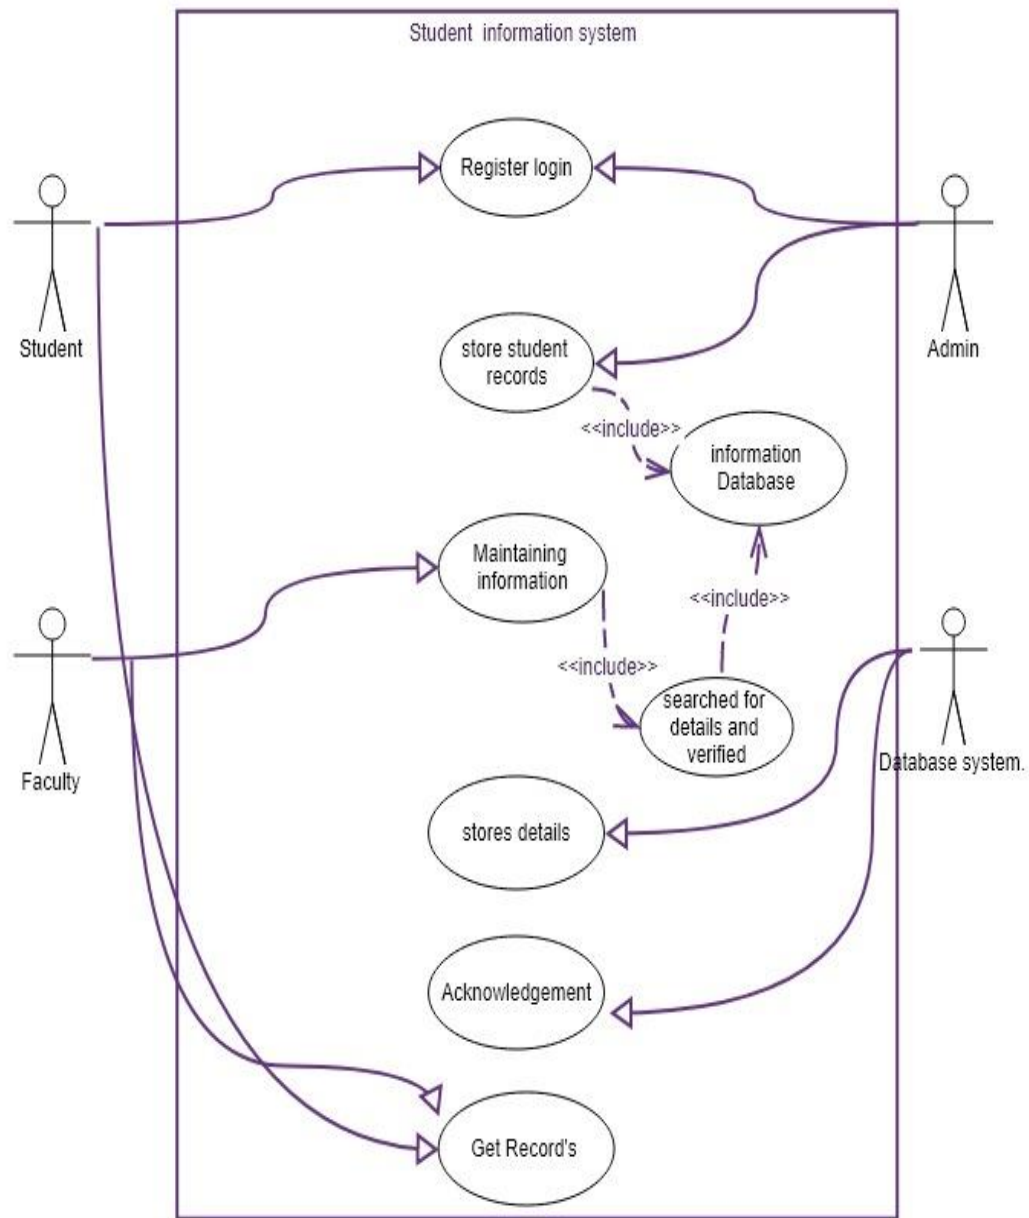 Student  information system
Register login
Student
Admin
store student
records
<<include>>
information
Database
Maintaining
information
<<include>>
<<include>>
searched for
details and
verified
Faculty
Database system.
stores details
Acknowledgement
Get Record's